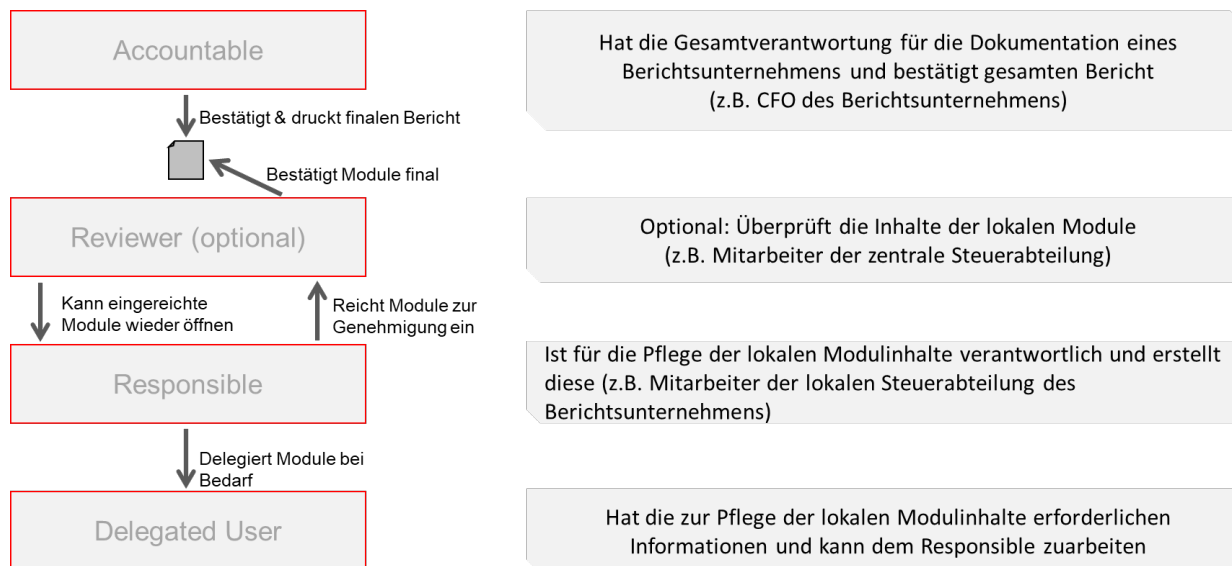 Accountable
Hat die Gesamtverantwortung für die Dokumentation eines
Berichtsunternehmens und bestätigt gesamten Bericht
(z.B. CFO des Berichtsunternehmens)
Bestätigt & druckt finalen Bericht
Bestätigt Module final
Reviewer (optional)
Optional: Überprüft die Inhalte der lokalen Module
(z.B. Mitarbeiter der zentrale Steuerabteilung)
Kann eingereichte
Module wieder öffnen
Reicht Module zur
Genehmigung ein
Responsible
Ist für die Pflege der lokalen Modulinhalte verantwortlich und erstellt
diese (z.B. Mitarbeiter der lokalen Steuerabteilung des
Berichtsunternehmens)
Delegiert Module bei
Bedarf
Delegated User
Hat die zur Pflege der lokalen Modulinhalte erforderlichen
Informationen und kann dem Responsible zuarbeiten